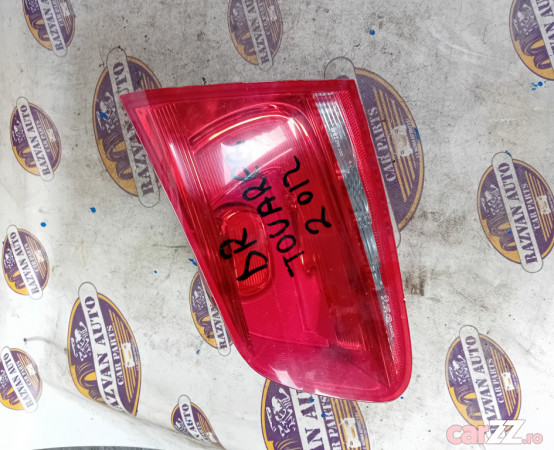 DR
TOUAREG
2012
RAZVAN AUTO
CAR PARTS
carzz.ro